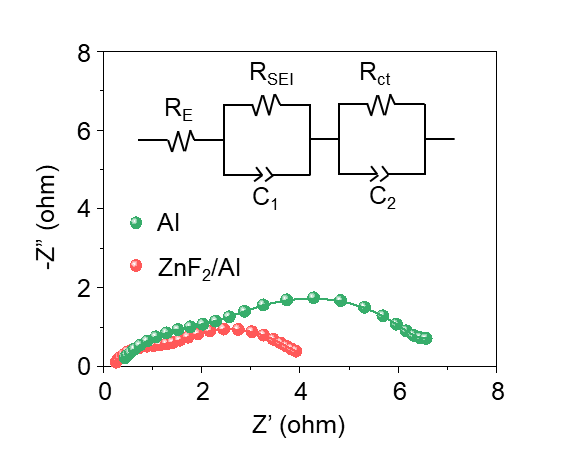 8
6
4
2
0
-Z” (ohm)
R_E
R_SEI
C_1
R_ct
C_2
Al
ZnF_2/Al
0 2 4 6 8
Z’ (ohm)